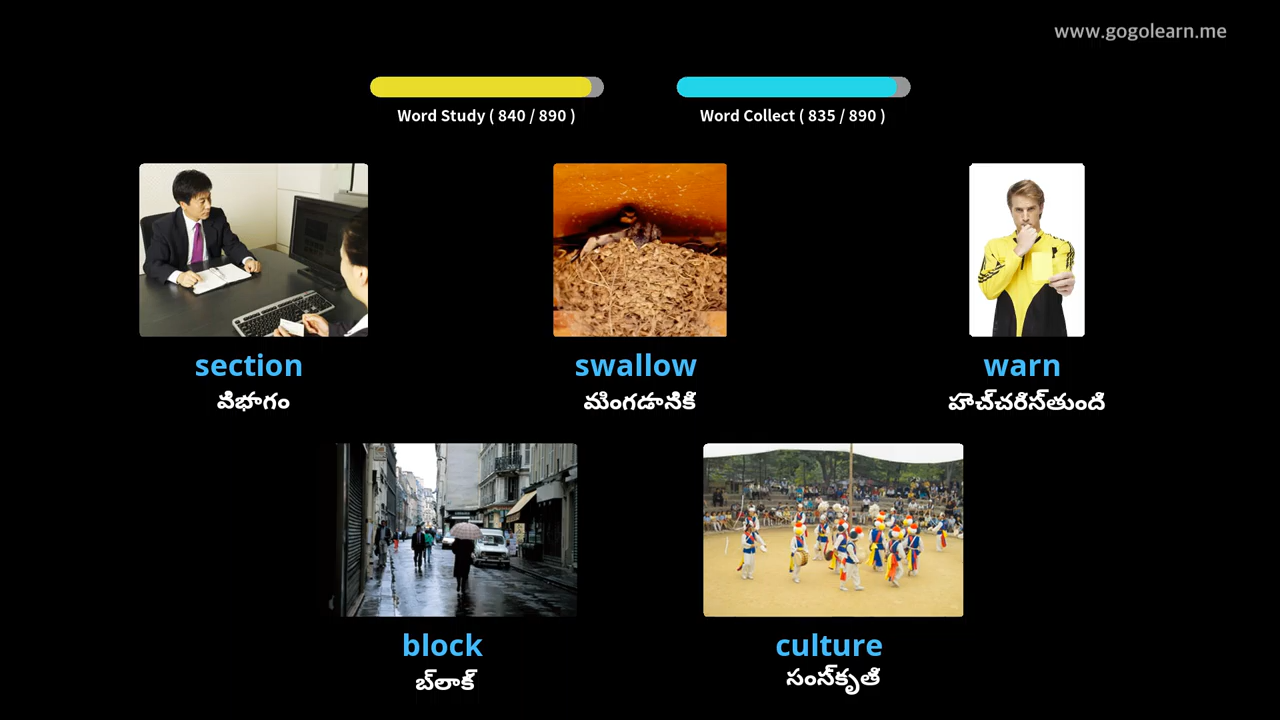 www.gogolearn.me
Word Study ( 840 / 890 )
Word Collect ( 835 / 890 )
section
swallow
warn
విభాగం
మింగడానికి
హెచ్చరిస్తుంది
block
culture
బ్లాక్
సంస్కృతి